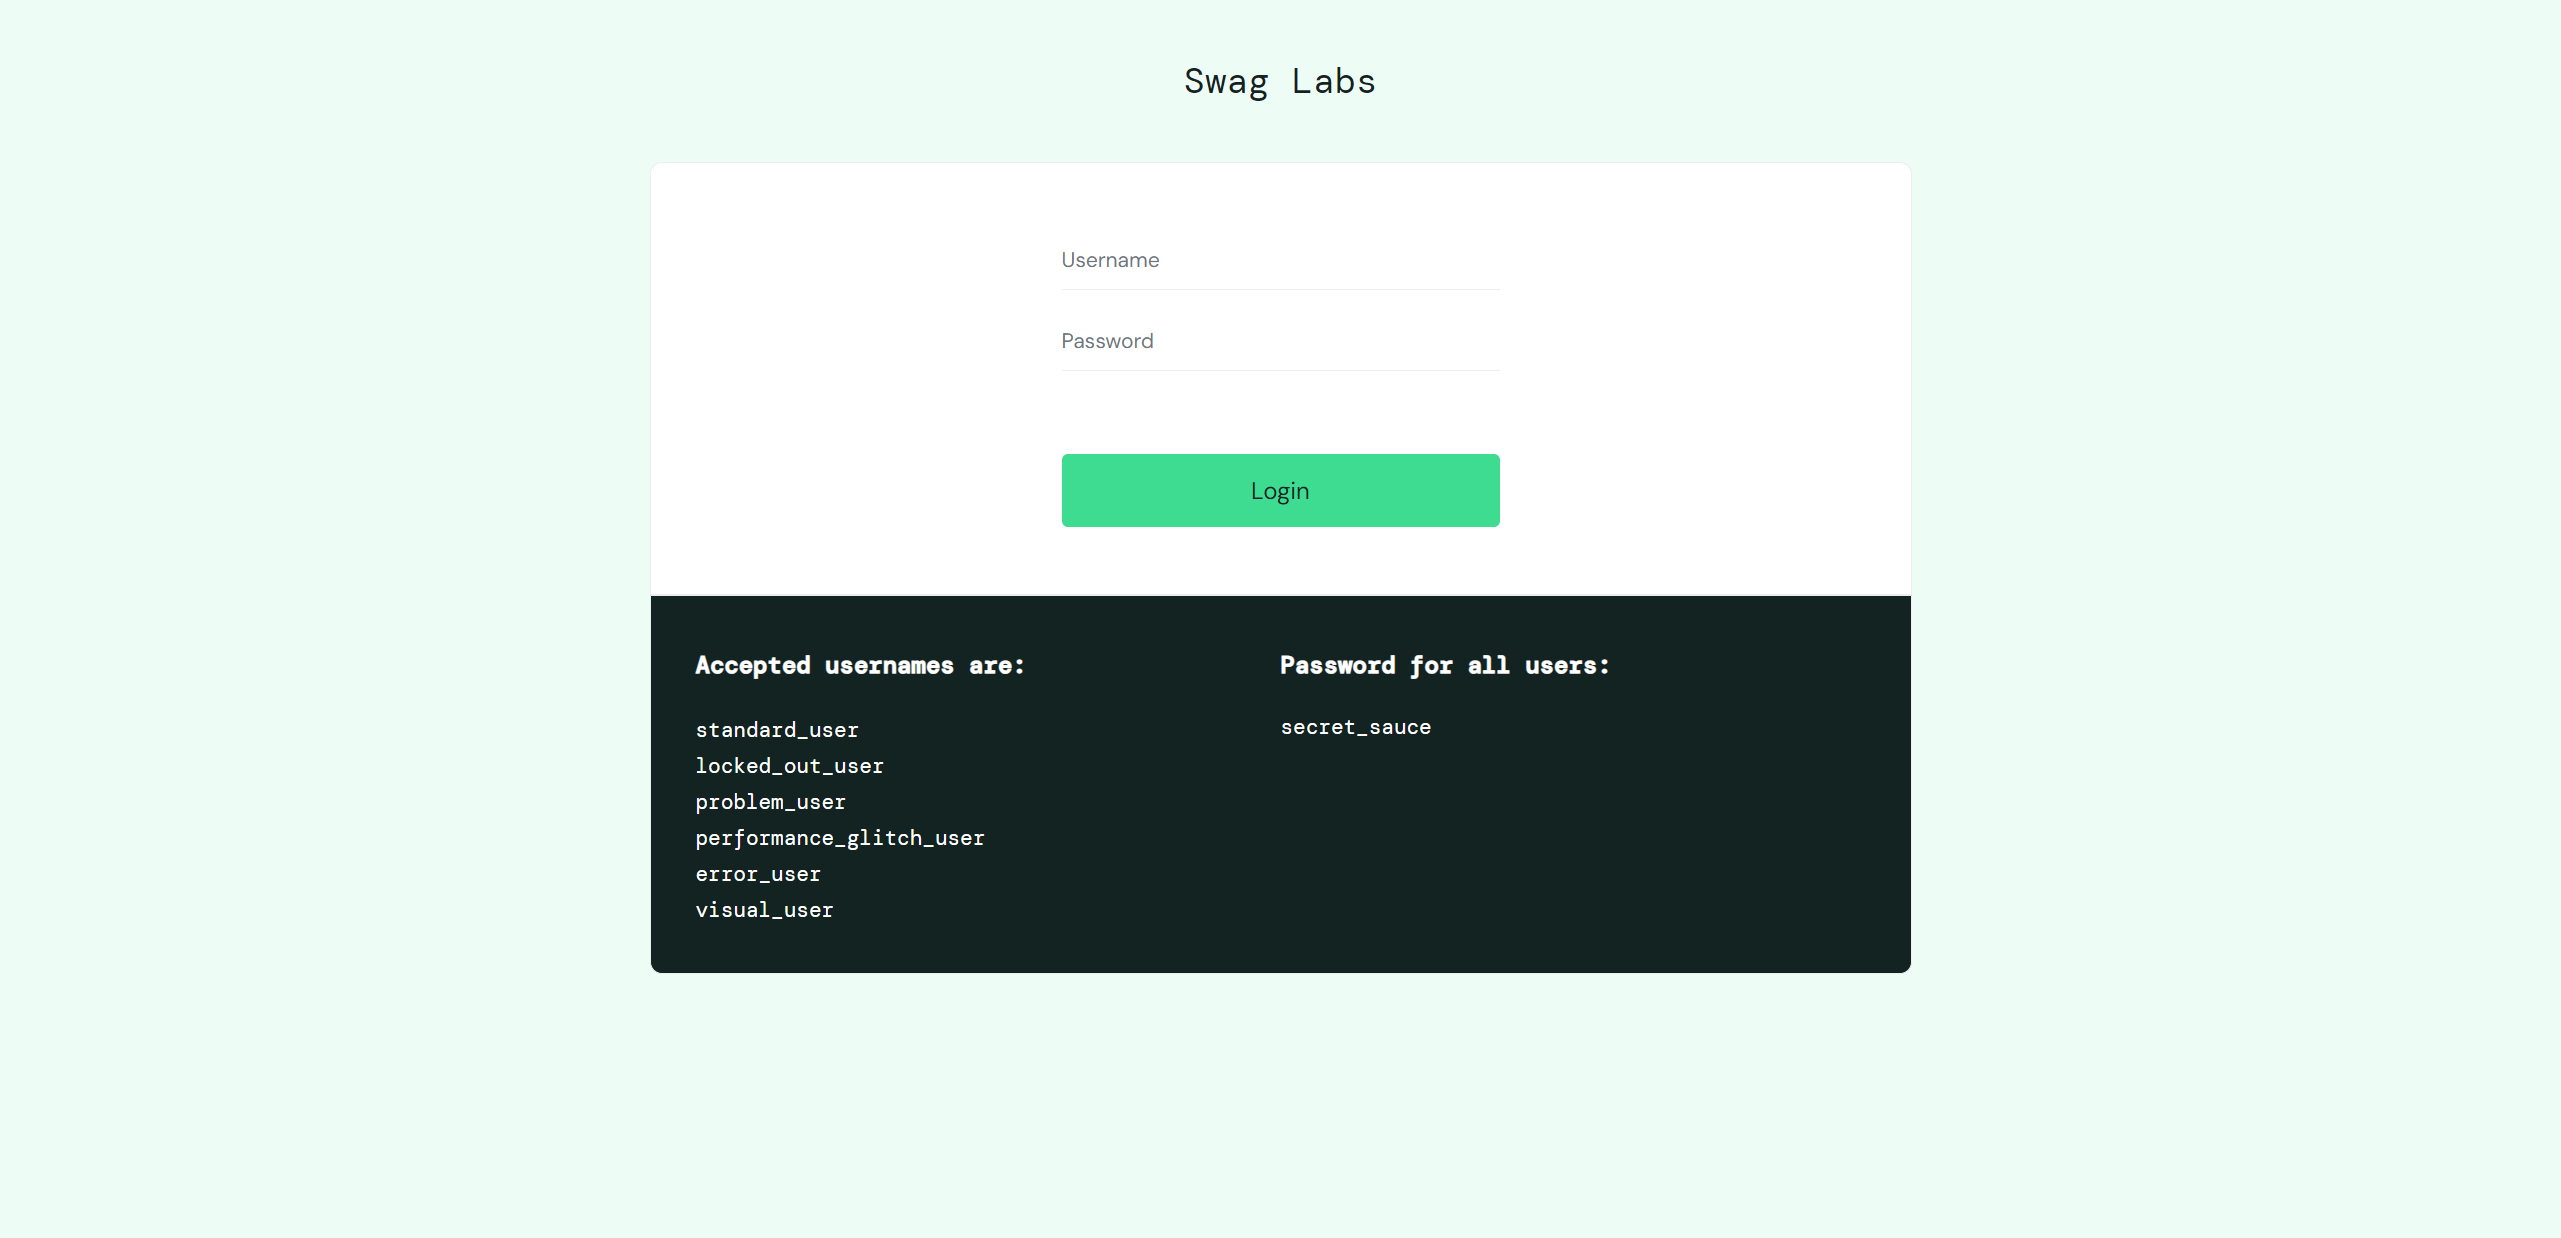 Swag Labs
Username
Password
Login
Accepted usernames are:
standard_user
locked_out_user
problem_user
performance_glitch_user
error_user
visual_user
Password for all users:
secret_sauce